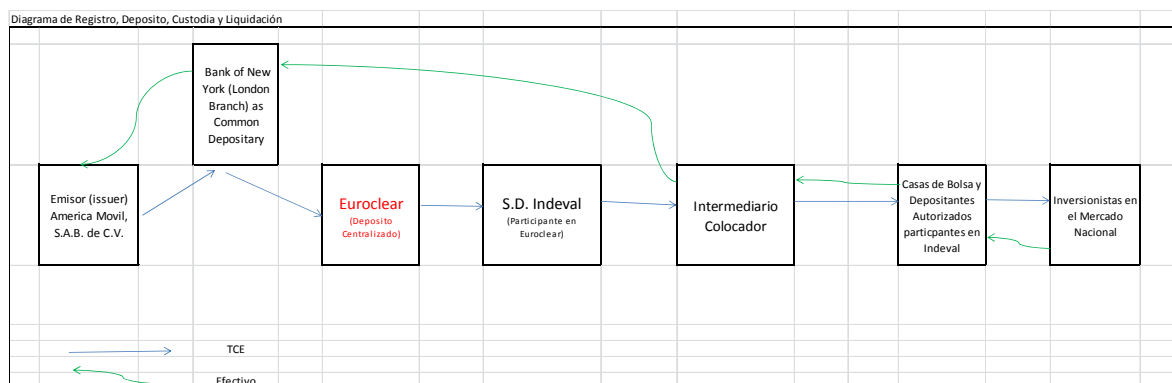 Diagrama de Registro, Deposito, Custodia y Liquidación
Bank of New
York (London
Branch) as
Common
Depositary
Emisor (issuer)
America Movil,
S.A.B. de C.V.
Euroclear
(Deposito
Centralizado)
S.D. Indeval
(Participante en
Euroclear)
Intermediario
Colocador
Casas de Bolsa y
Depositantes
Autorizados
particpantes en
Indeval
Inversionistas en
el Mercado
Nacional
TCE
Efectivo